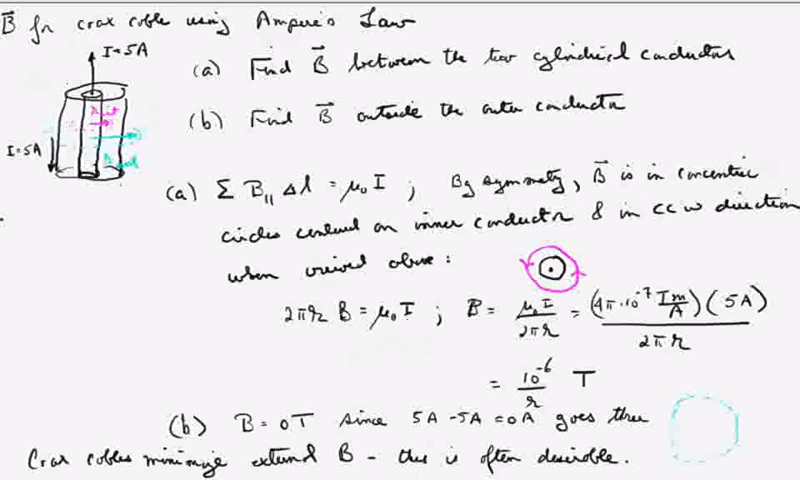 B⃗ for coax cable using Ampere's Law
I = 5A
(a) Find B⃗ between the two cylindrical conductors
(b) Find B⃗ outside the outer conductor
I = 5A
(a) Σ B∥ Δl = μ₀ I ; By symmetry, B⃗ is in concentric
circles centered on inner conductor & in CCW direction
when viewed above :
2πr B = μ₀ I ; B = μ₀ I / 2πr = (4π·10⁻⁷ Tm/A)(5A) / 2πr
= 10⁻⁶ / r T
(b) B = 0T since 5A - 5A = 0A goes thru
Coax cables minimize external B - this is often desirable.